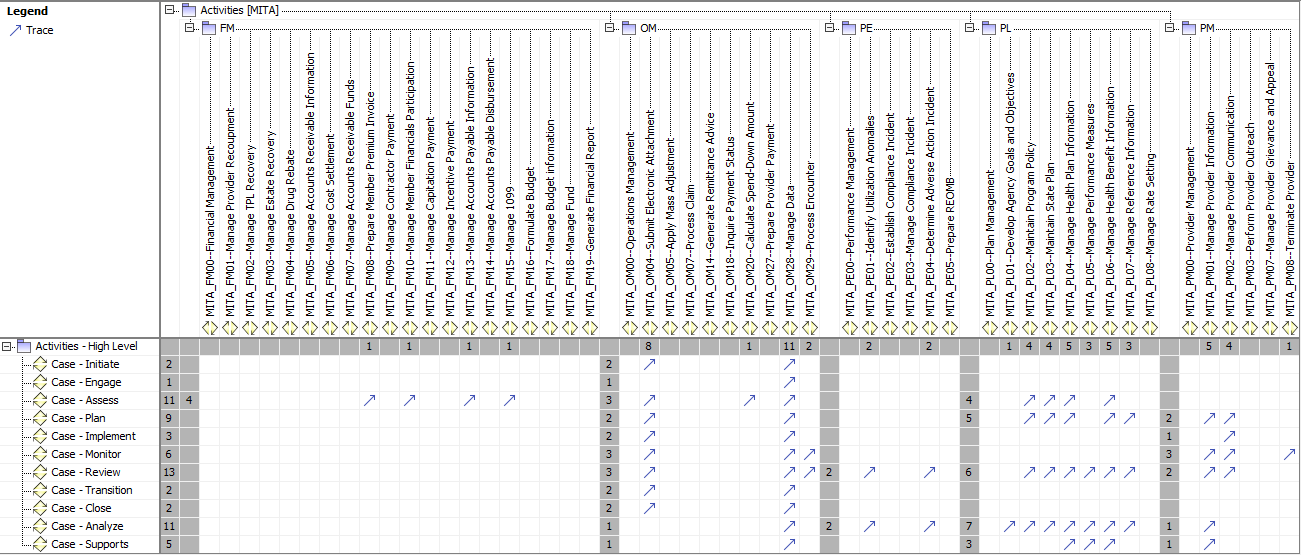 Legend
Trace
Activities [MITA]
FM
OM
PE
PL
PM
MITA_FM00--Financial Management
MITA_FM01--Manage Provider Recoupment
MITA_FM02--Manage TPL Recovery
MITA_FM03--Manage Estate Recovery
MITA_FM04--Manage Drug Rebate
MITA_FM05--Manage Accounts Receivable Information
MITA_FM06--Manage Cost Settlement
MITA_FM07--Manage Accounts Receivable Funds
MITA_FM08--Prepare Member Premium Invoice
MITA_FM09--Manage Contractor Payment
MITA_FM10--Manage Member Financials Participation
MITA_FM11--Manage Capitation Payment
MITA_FM12--Manage Incentive Payment
MITA_FM13--Manage Accounts Payable Information
MITA_FM14--Manage Accounts Payable Disbursement
MITA_FM15--Manage 1099
MITA_FM16--Formulate Budget
MITA_FM17--Manage Budget information
MITA_FM18--Manage Fund
MITA_FM19--Generate Financial Report
MITA_OM00--Operations Management
MITA_OM04--Submit Electronic Attachment
MITA_OM05--Apply Mass Adjustment
MITA_OM07--Process Claim
MITA_OM14--Generate Remittance Advice
MITA_OM18--Inquire Payment Status
MITA_OM20--Calculate Spend-Down Amount
MITA_OM27--Prepare Provider Payment
MITA_OM28--Manage Data
MITA_OM29--Process Encounter
MITA_PE00--Performance Management
MITA_PE01--Identify Utilization Anomalies
MITA_PE02--Establish Compliance Incident
MITA_PE03--Manage Compliance Incident
MITA_PE04--Determine Adverse Action Incident
MITA_PE05--Prepare REOMB
MITA_PL00--Plan Management
MITA_PL01--Develop Agency Goals and Objectives
MITA_PL02--Maintain Program Policy
MITA_PL03--Maintain State Plan
MITA_PL04--Manage Health Plan Information
MITA_PL05--Manage Performance Measures
MITA_PL06--Manage Health Benefit Information
MITA_PL07--Manage Reference Information
MITA_PL08--Manage Rate Setting
MITA_PM00--Provider Management
MITA_PM01--Manage Provider Information
MITA_PM02--Manage Provider Communication
MITA_PM03--Perform Provider Outreach
MITA_PM07--Manage Provider Grievance and Appeal
MITA_PM08--Terminate Provider
Activities - High Level 1 1 1 1 8 1 11 2 2 2 1 4 4 5 3 5 3 5 4 1
Case - Initiate 2 2
Case - Engage 1 1
Case - Assess 11 4 3 4
Case - Plan 9 2 5 2
Case - Implement 3 2 1
Case - Monitor 6 3 3
Case - Review 13 3 2 6 2
Case - Transition 2 2
Case - Close 2 2
Case - Analyze 11 1 2 7 1
Case - Supports 5 1 3 1